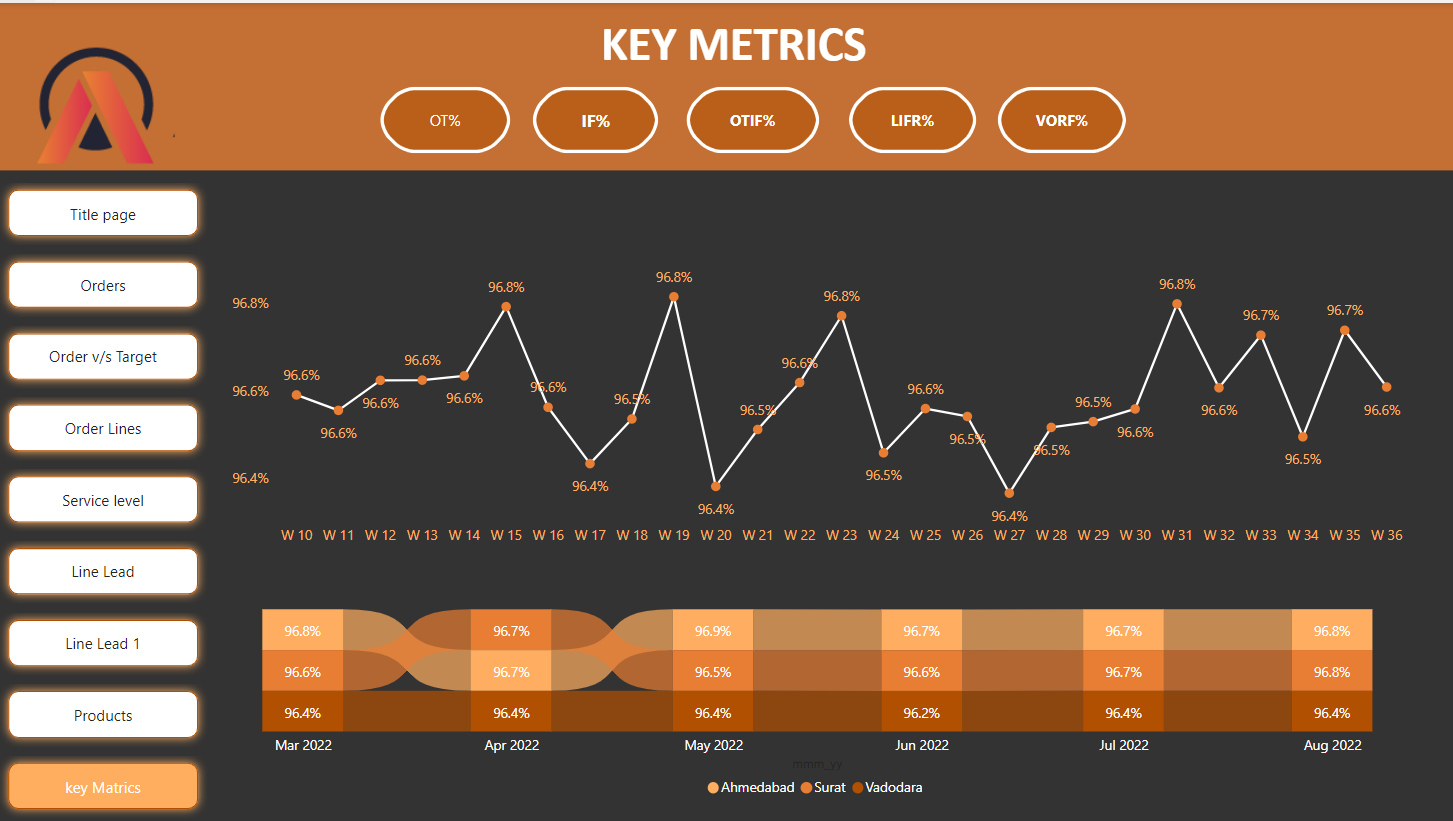 KEY METRICS
OT%
IF%
OTIF%
LIFR%
VORF%
Title page
Orders
Order v/s Target
Order Lines
Service level
Line Lead
Line Lead 1
Products
key Matrics
96.8%
96.6%
96.4%
96.6%
96.6%
96.6%
96.6%
96.6%
96.8%
96.6%
96.4%
96.5%
96.8%
96.4%
96.5%
96.6%
96.8%
96.5%
96.6%
96.5%
96.4%
96.5%
96.5%
96.6%
96.8%
96.6%
96.7%
96.5%
96.7%
96.6%
W 10 W 11 W 12 W 13 W 14 W 15 W 16 W 17 W 18 W 19 W 20 W 21 W 22 W 23 W 24 W 25 W 26 W 27 W 28 W 29 W 30 W 31 W 32 W 33 W 34 W 35 W 36
96.8% 96.7% 96.9% 96.7% 96.7% 96.8%
96.6% 96.7% 96.5% 96.6% 96.7% 96.8%
96.4% 96.4% 96.4% 96.2% 96.4% 96.4%
Mar 2022 Apr 2022 May 2022 Jun 2022 Jul 2022 Aug 2022
mmm_yy
Ahmedabad Surat Vadodara